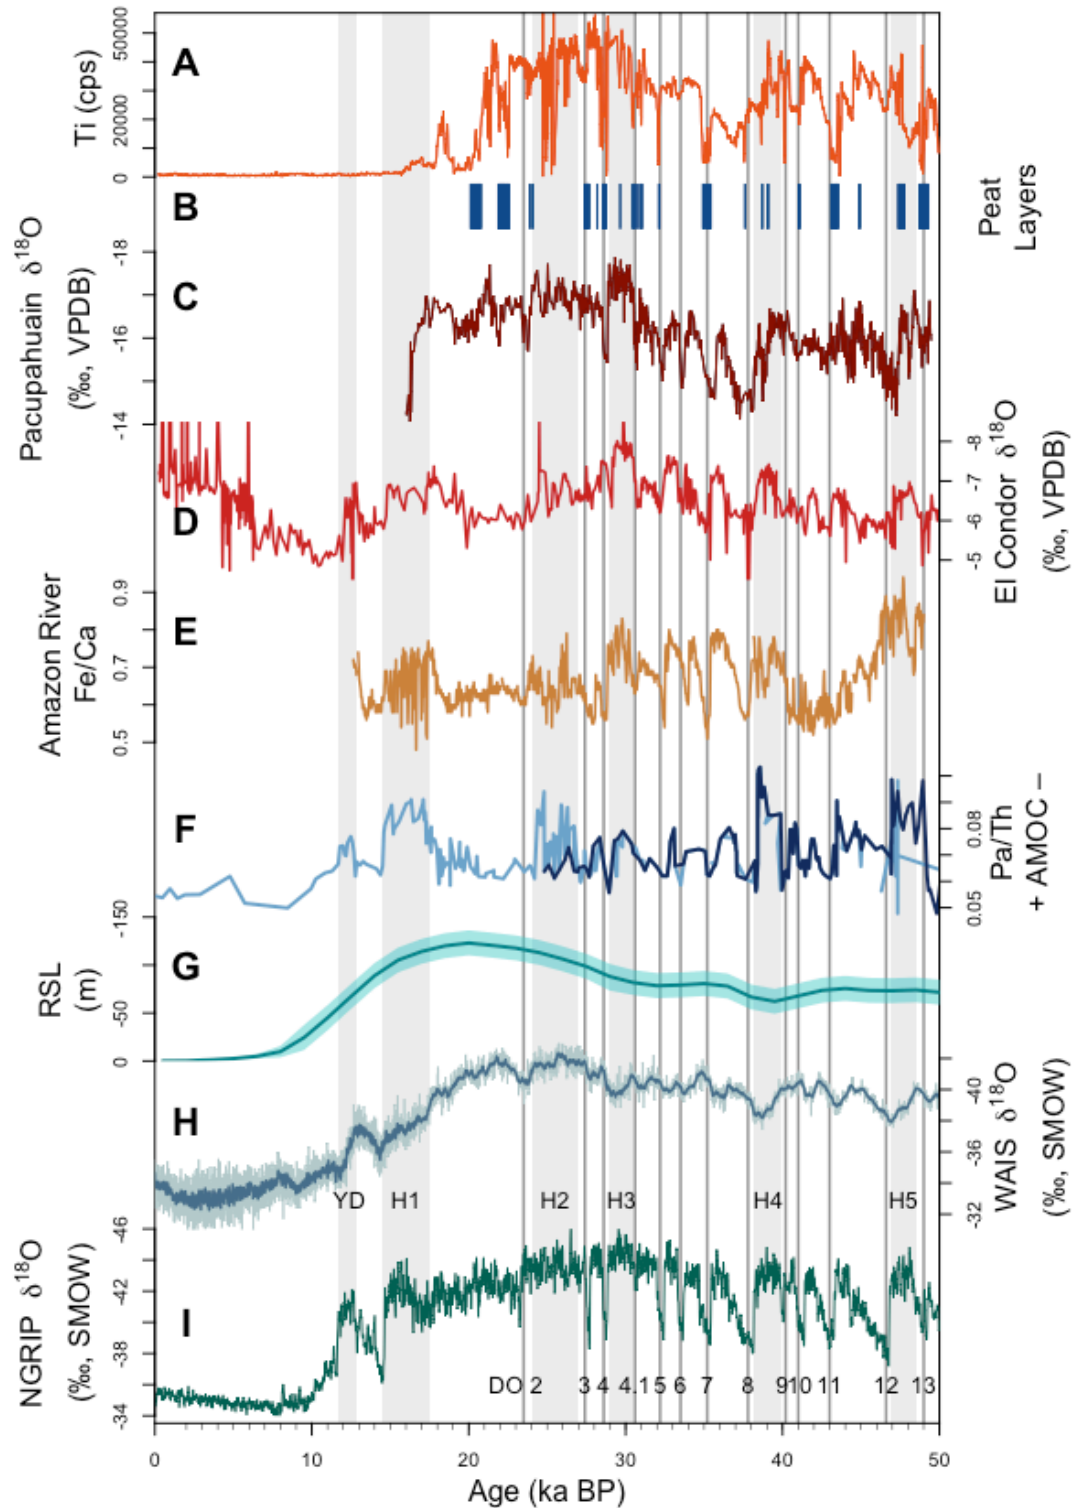 A
Ti (cps)
0
20000
50000
B
Peat
Layers
C
Pacupahuain δ18O
(‰, VPDB)
-18
-16
-14
D
El Condor δ18O
(‰, VPDB)
-8
-7
-6
-5
E
Amazon River
Fe/Ca
0.9
0.7
0.5
F
Pa/Th
+ AMOC –
0.08
0.05
G
RSL
(m)
-150
-50
0
H
WAIS δ18O
(‰, SMOW)
-40
-36
-32
YD H1 H2 H3 H4 H5
I
NGRIP δ18O
(‰, SMOW)
-46
-42
-38
-34
DO 2 3 4 4.1 5 6 7 8 9 10 11 12 13
0 10 20 30 40 50
Age (ka BP)